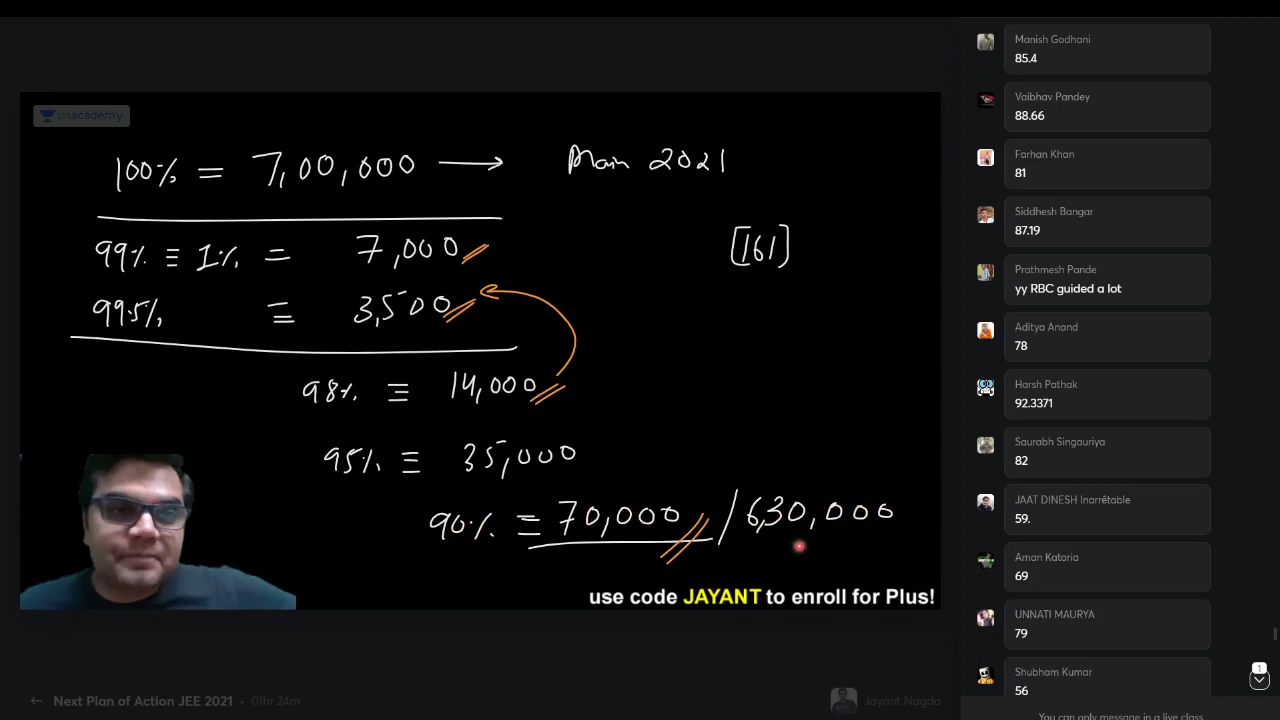 unacademy
100% = 7,00,000 → Main 2021
99% ≡ 1% = 7,000
[161]
99.5% ≡ 3,500
98% ≡ 14,000
95% ≡ 35,000
90% = 70,000 / 6,30,000
use code JAYANT to enroll for Plus!
← Next Plan of Action JEE 2021 • 01hr 24m
Jayant Nagda
Manish Godhani
85.4
Vaibhav Pandey
88.66
Farhan Khan
81
Siddhesh Bangar
87.19
Prathmesh Pande
yy RBC guided a lot
Aditya Anand
78
Harsh Pathak
92.3371
Saurabh Singauriya
82
JAAT DINESH Inarrêtable
59.
Aman Kataria
69
UNNATI MAURYA
79
Shubham Kumar
56
1
You can only message in a live class